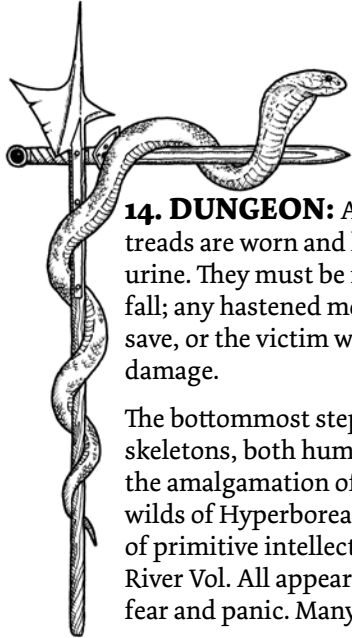 14. DUNGEON:
treads are worn and
urine. They must be
fall; any hastened
save, or the victim
damage.
The bottommost
skeletons, both
the amalgamation of
wilds of Hyperborea
of primitive intellect
River Vol. All appear
fear and panic. Many